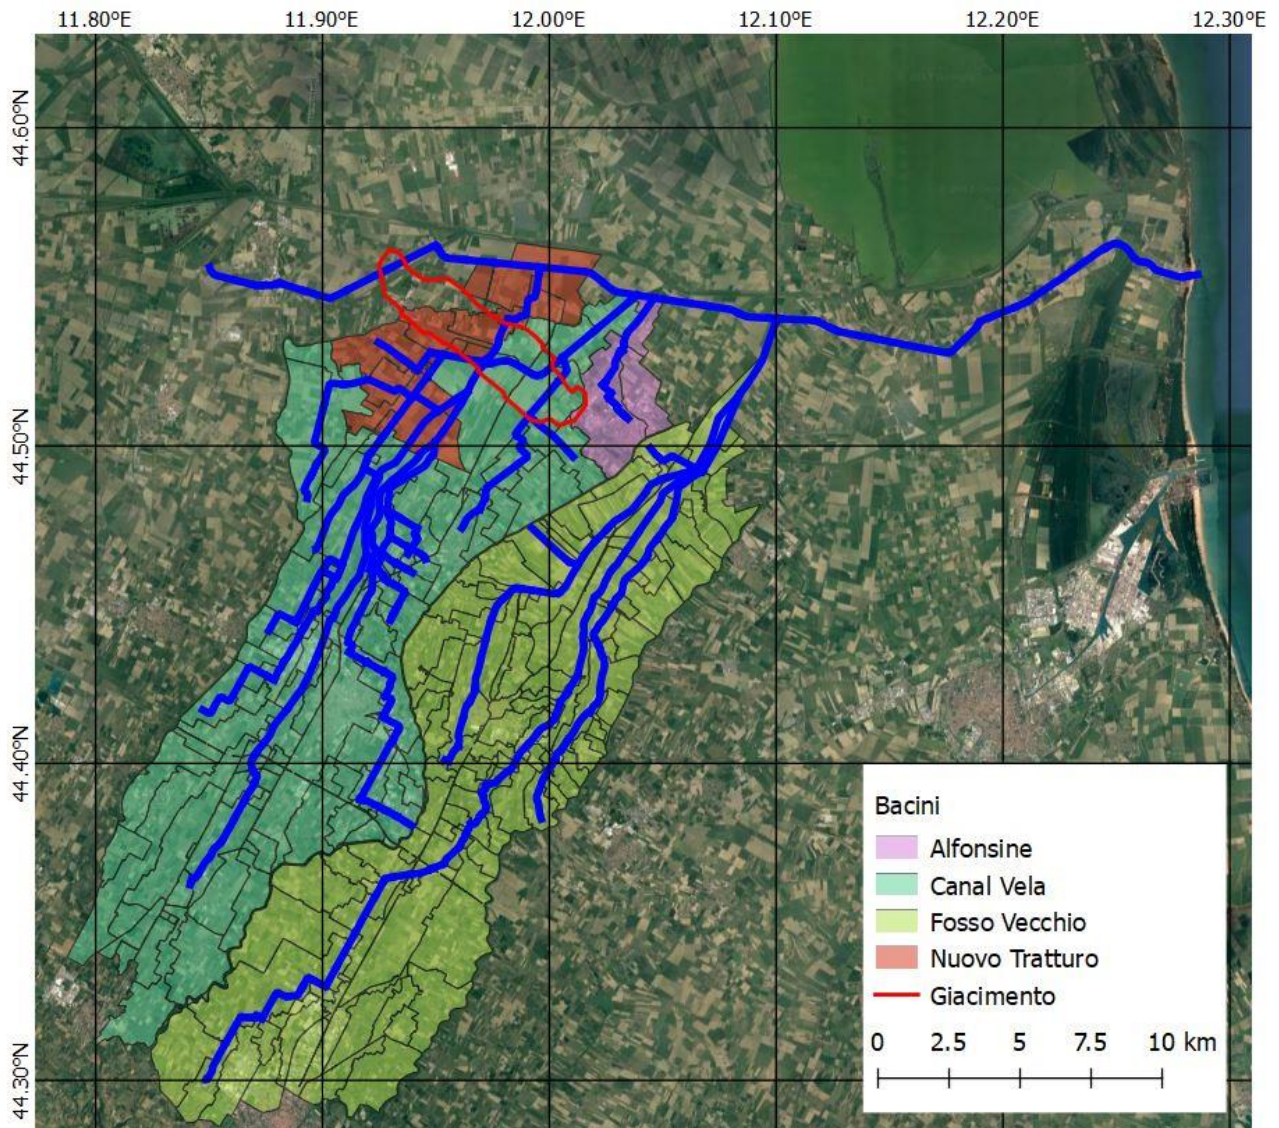 11.80°E 11.90°E 12.00°E 12.10°E 12.20°E 12.30°E
44.60°N
44.50°N
44.40°N
44.30°N
Bacini
Alfonsine
Canal Vela
Fosso Vecchio
Nuovo Tratturo
Giacimento
0 2.5 5 7.5 10 km